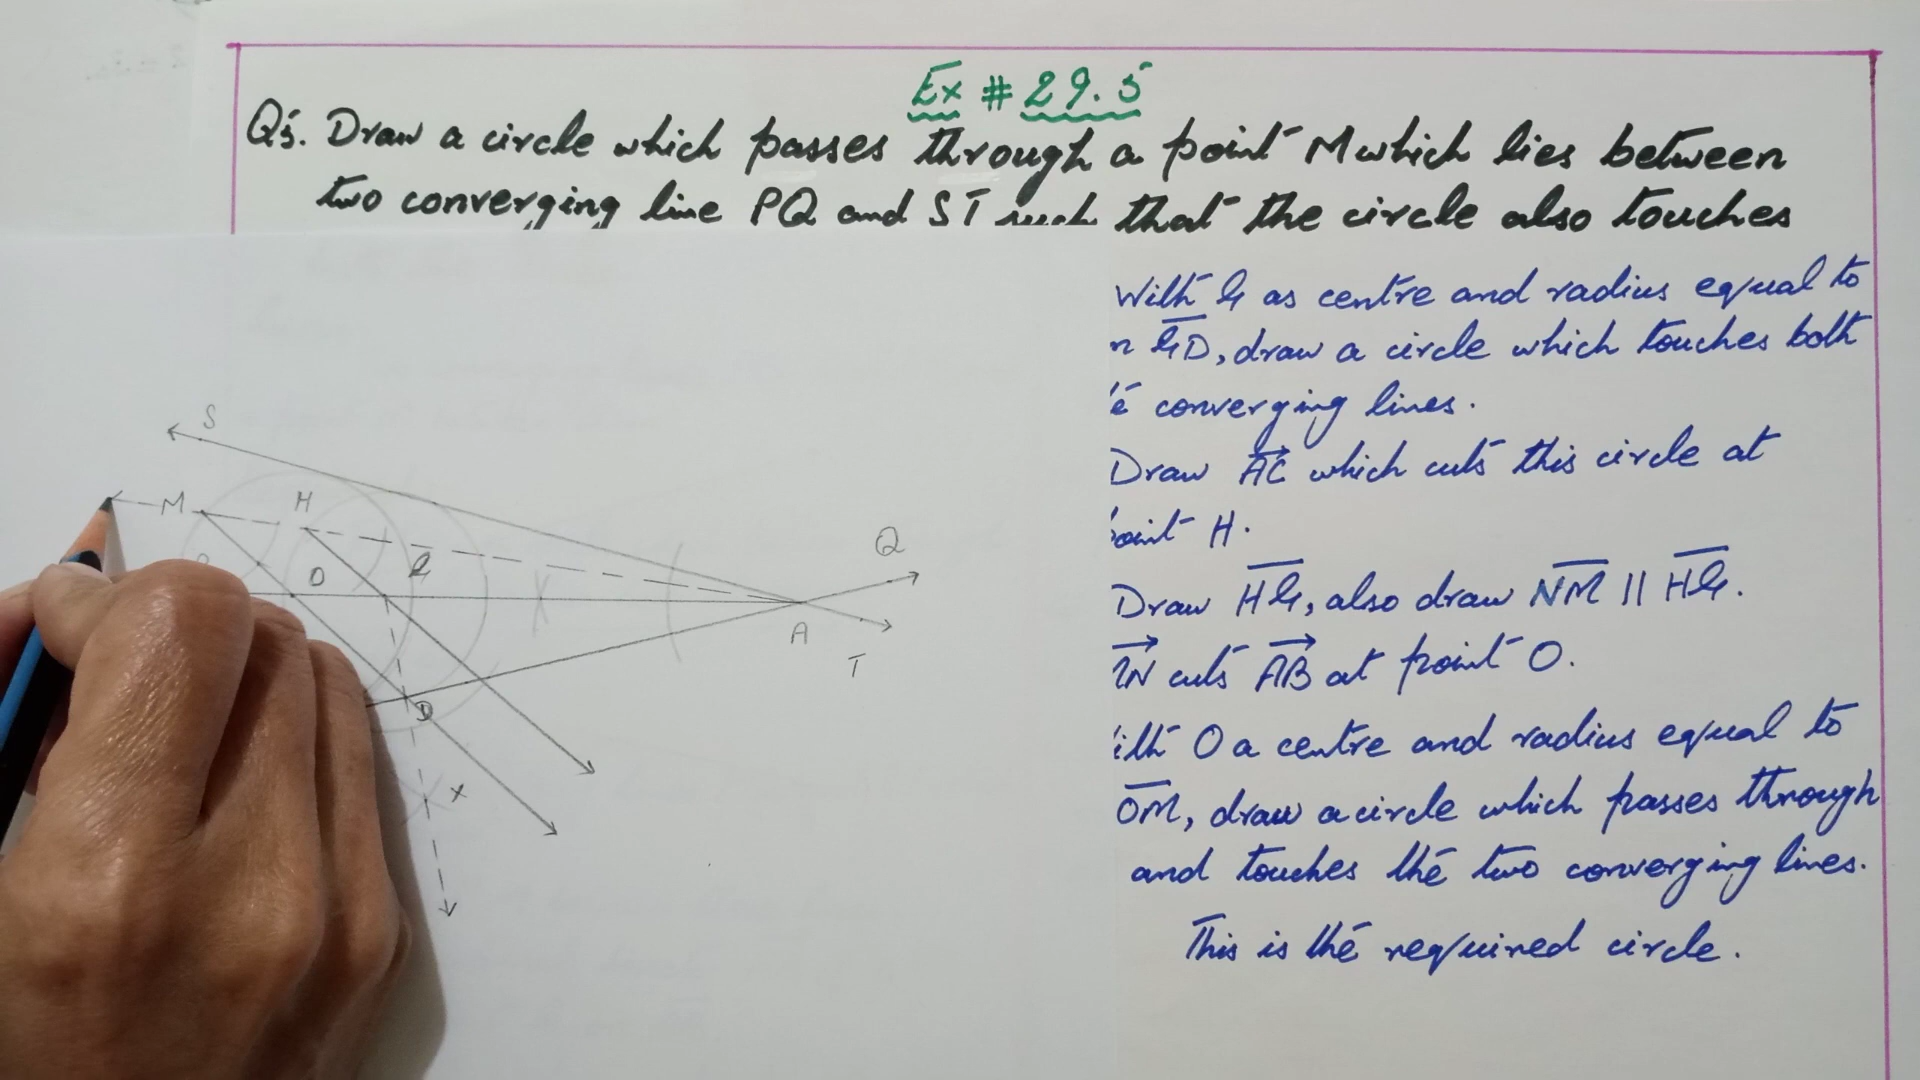 Ex # 29.5
Q5. Draw a circle which passes through a point M which lies between
two converging line PQ and ST such that the circle also touches
With G as centre and radius equal to
GD, draw a circle which touches both
converging lines.
Draw AC which cuts this circle at
H.
Draw HG, also draw NM || HG.
cuts AB at point O.
O a centre and radius equal to
OM, draw a circle which passes through
and touches the two converging lines.
This is the required circle.
S
M
H
O
G
Q
A
T
D
X